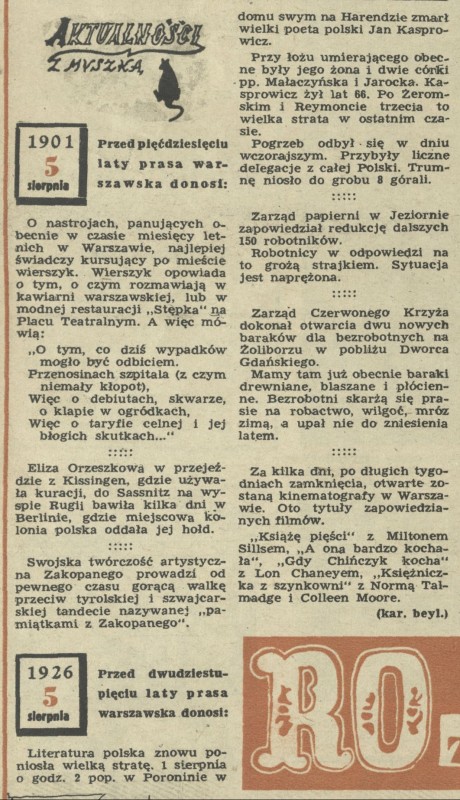 AKTUALNOŚCI
Z MYSZKĄ
1901
5
sierpnia
Przed pięćdziesięciu
laty prasa war-
szawska donosi:
O nastrojach, panujących o-
becnie w czasie miesięcy let-
nich w Warszawie, najlepiej
świadczy kursujący po mieście
wierszyk. Wierszyk opowiada
o tym, o czym rozmawiają w
kawiarni warszawskiej, lub w
modnej restauracji „Stępka" na
Placu Teatralnym. A więc mó-
wią:
„O tym, co dziś wypadków
mogło być odbiciem.
Przenosinach szpitala (z czym
niemały kłopot),
Więc o debiutach, skwarze,
o klapie w ogródkach,
Więc o taryfie celnej i jej
błogich skutkach..."
:::::
Eliza Orzeszkowa w przejeź-
dzie z Kissingen, gdzie używa-
ła kuracji, do Sassnitz na wy-
spie Rugii bawiła kilka dni w
Berlinie, gdzie miejscowa ko-
lonia polska oddała jej hołd.
:::::
Swojska twórczość artystycz-
na Zakopanego prowadzi od
pewnego czasu gorącą walkę
przeciw tyrolskiej i szwajcar-
skiej tandecie nazywanej „pa-
miątkami z Zakopanego".
1926
5
sierpnia
Przed dwudziestu-
pięciu laty prasa
warszawska donosi:
Literatura polska znowu po-
niosła wielką stratę. 1 sierpnia
o godz. 2 pop. w Poroninie w
domu swym na Harendzie zmarł
wielki poeta polski Jan Kaspro-
wicz.
Przy łożu umierającego obec-
ne były jego żona i dwie córki
pp. Małaczyńska i Jarocka. Ka-
sprowicz żył lat 66. Po Żerom-
skim i Reymoncie trzecia to
wielka strata w ostatnim cza-
sie.
Pogrzeb odbył się w dniu
wczorajszym. Przybyły liczne
delegacje z całej Polski. Trum-
nę niosło do grobu 8 górali.
:::::
Zarząd papierni w Jeziornie
zapowiedział redukcję dalszych
150 robotników.
Robotnicy w odpowiedzi na
to grożą strajkiem. Sytuacja
jest naprężona.
:::::
Zarząd Czerwonego Krzyża
dokonał otwarcia dwu nowych
baraków dla bezrobotnych na
Żoliborzu w pobliżu Dworca
Gdańskiego.
Mamy tam już obecnie baraki
drewniane, blaszane i płócien-
ne. Bezrobotni skarżą się pra-
sie na robactwo, wilgoć, mróz
zimą, a upał nie do zniesienia
latem.
:::::
Za kilka dni, po długich tygo-
dniach zamknięcia, otwarte zo-
staną kinematografy w Warsza-
wie. Oto tytuły zapowiedzia-
nych filmów.
„Książę pięści" z Miltonem
Sillsem, „A ona bardzo kocha-
ła", „Gdy Chińczyk kocha"
z Lon Chaneyem, „Księżnicz-
ka z szynkowni" z Normą Tal-
madge i Colleen Moore.
(kar. beyl.)
RO